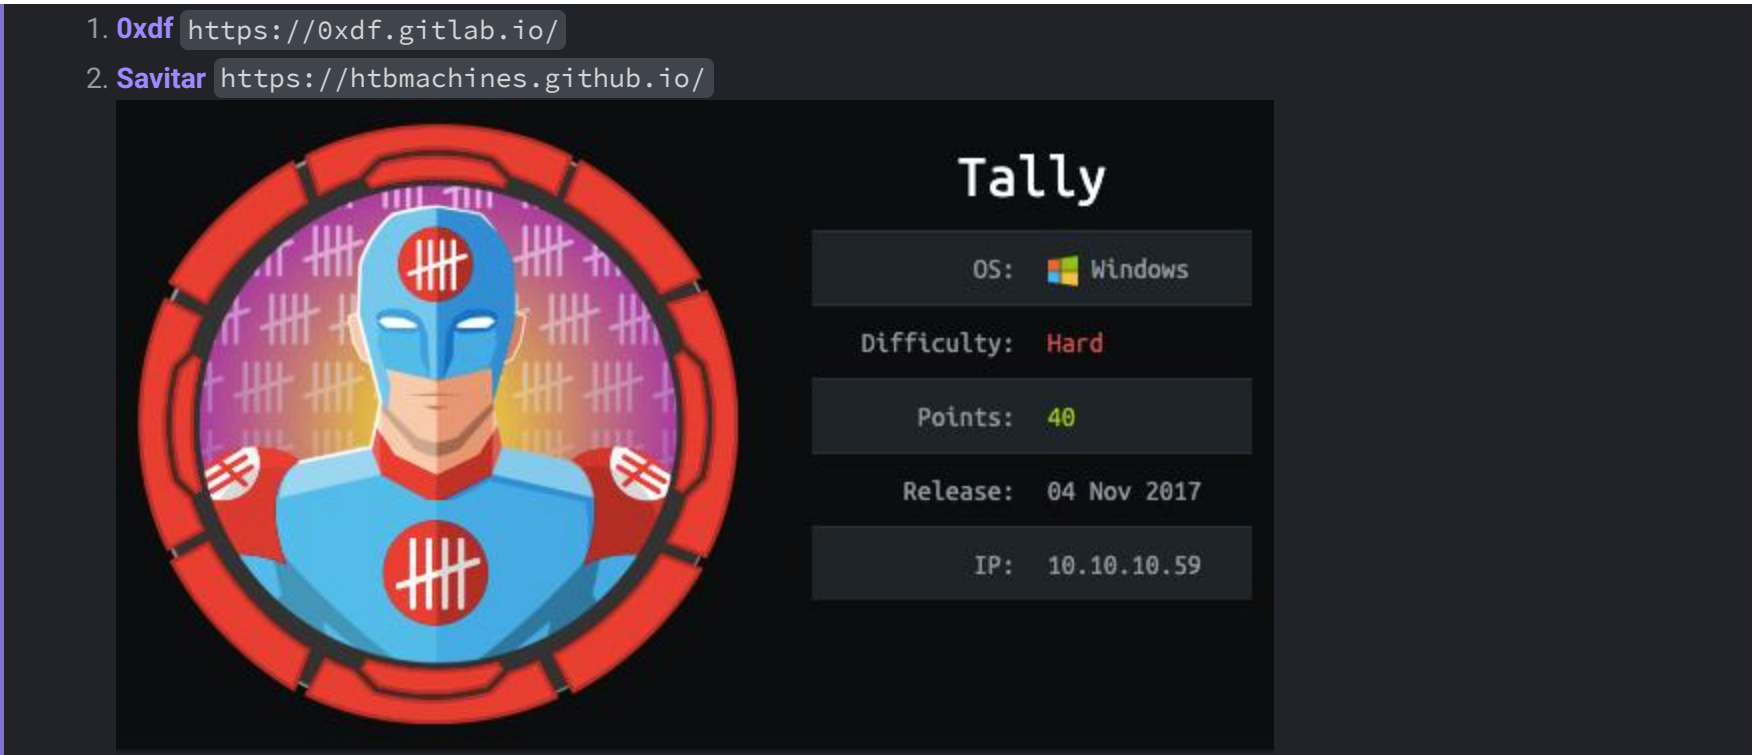 1. 0xdf https://0xdf.gitlab.io/
2. Savitar https://htbmachines.github.io/
Tally
OS: Windows
Difficulty: Hard
Points: 40
Release: 04 Nov 2017
IP: 10.10.10.59